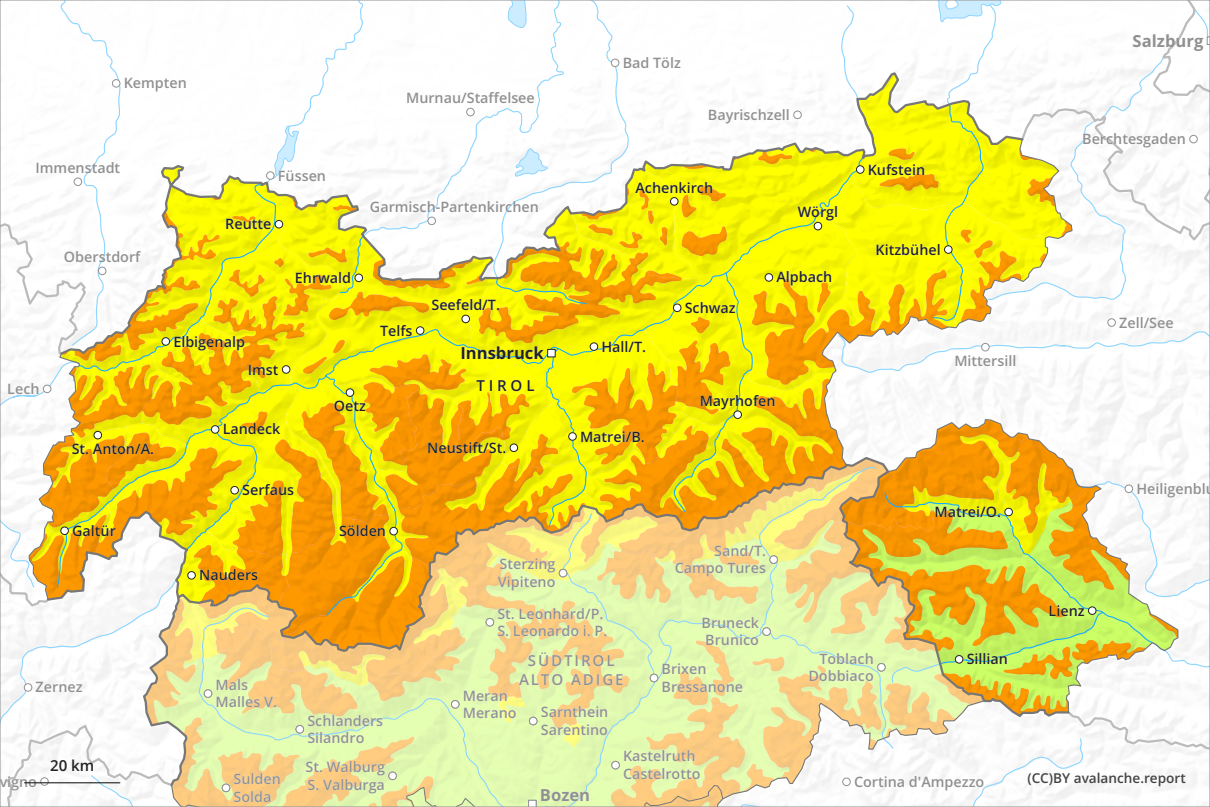 Salzburg
Bad Tölz
Kempten
Murnau/Staffelsee
Bayrischzell
Berchtesgaden
Immenstadt
Füssen
Kufstein
Achenkirch
Garmisch-Partenkirchen
Wörgl
Reutte
Kitzbühel
Oberstdorf
Ehrwald
Alpbach
Seefeld/T.
Schwaz
Telfs
Zell/See
Elbigenalp
Innsbruck
Hall/T.
Mittersill
Imst
TIROL
Lech
Oetz
Mayrhofen
Landeck
Matrei/B.
St. Anton/A.
Neustift/St.
Serfaus
Heiligenblu
Matrei/O.
Galtür
Sölden
Sand/T.
Campo Tures
Sterzing
Vipiteno
Nauders
St. Leonhard/P.
S. Leonardo i. P.
Bruneck
Brunico
Lienz
SÜDTIROL
ALTO ADIGE
Toblach
Dobbiaco
Sillian
Brixen
Bressanone
Zernez
Mals
Malles V.
Meran
Merano
Sarnthein
Sarentino
Schlanders
Silandro
Kastelruth
Castelrotto
St. Walburg
S. Valburga
20 km
vigno
Sulden
Solda
Cortina d'Ampezzo
(CC)BY avalanche.report
Bozen